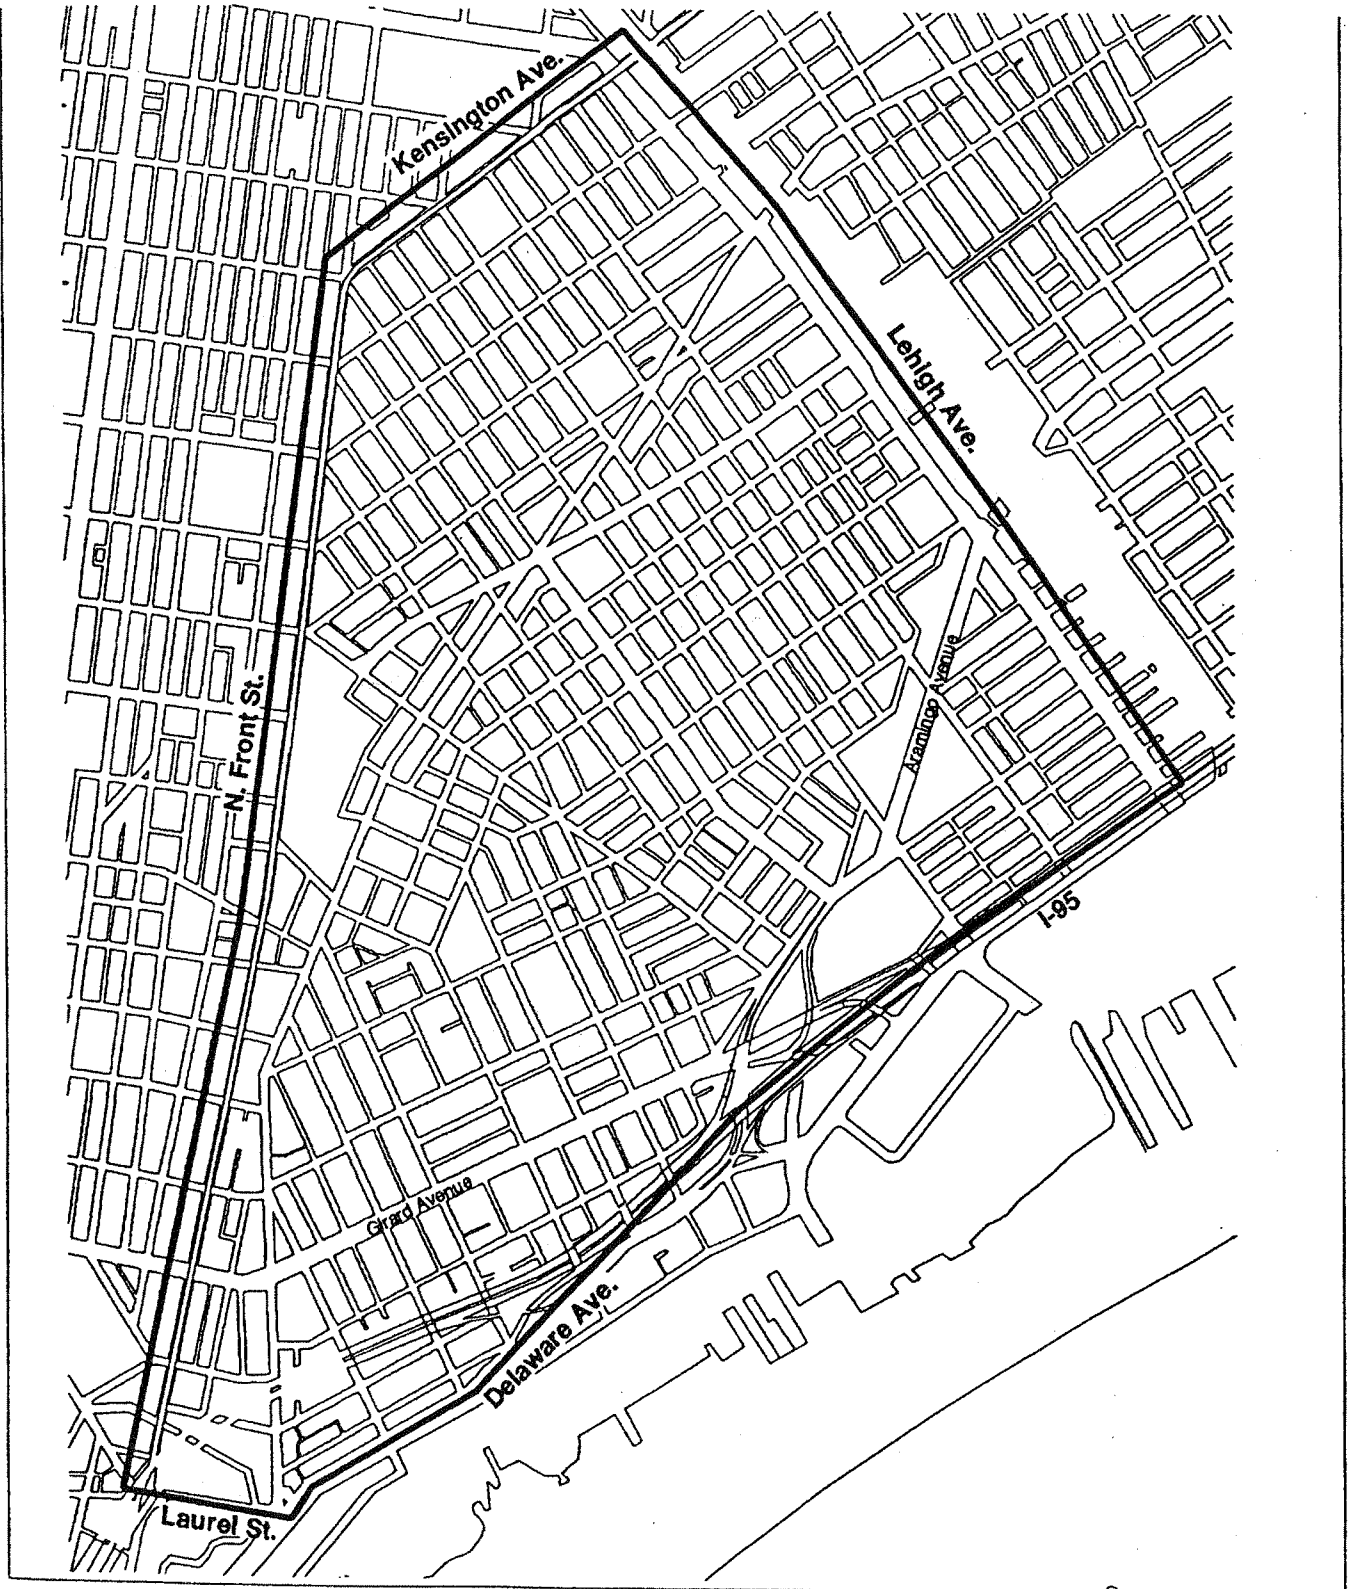 Kensington Ave.
Lehigh Ave.
Aramingo Avenue
N. Front St.
I-95
Girard Avenue
Delaware Ave.
Laurel St.